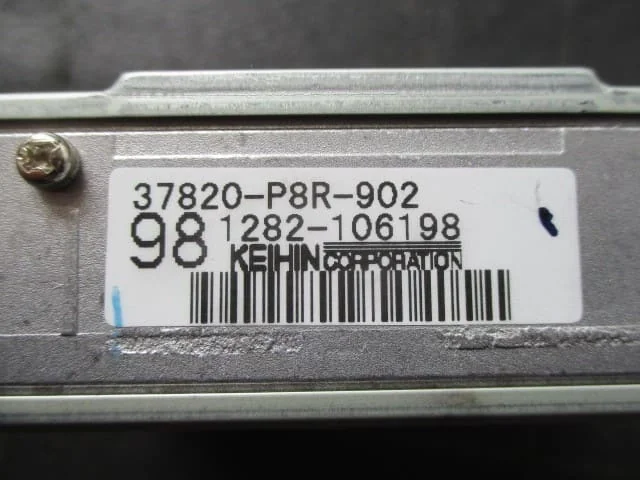 37820-P8R-902
98 1282-106198
KEIHIN CORPORATION